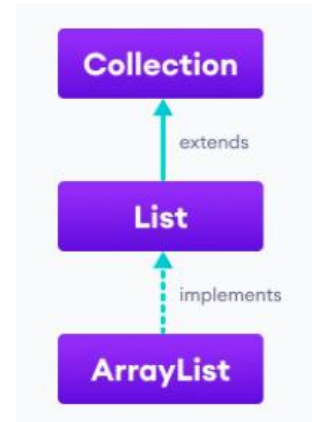 Collection
extends
List
implements
ArrayList